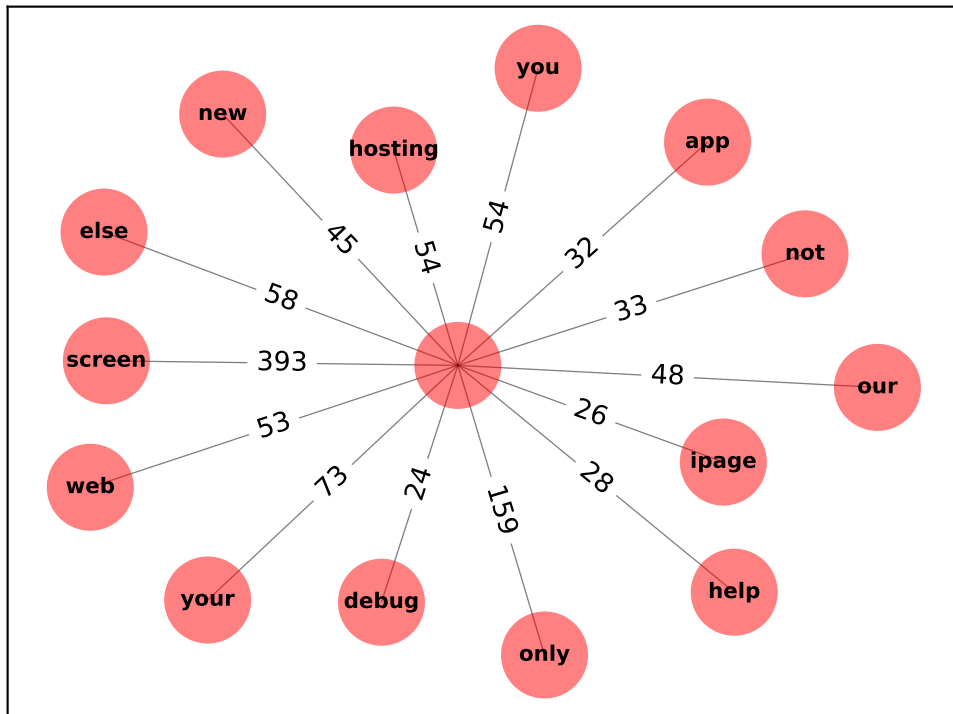 you
new
app
hosting
54
else
45
54
32
not
58
33
screen
393
48
our
26
53
ipage
web
73
24
159
28
your
debug
help
only